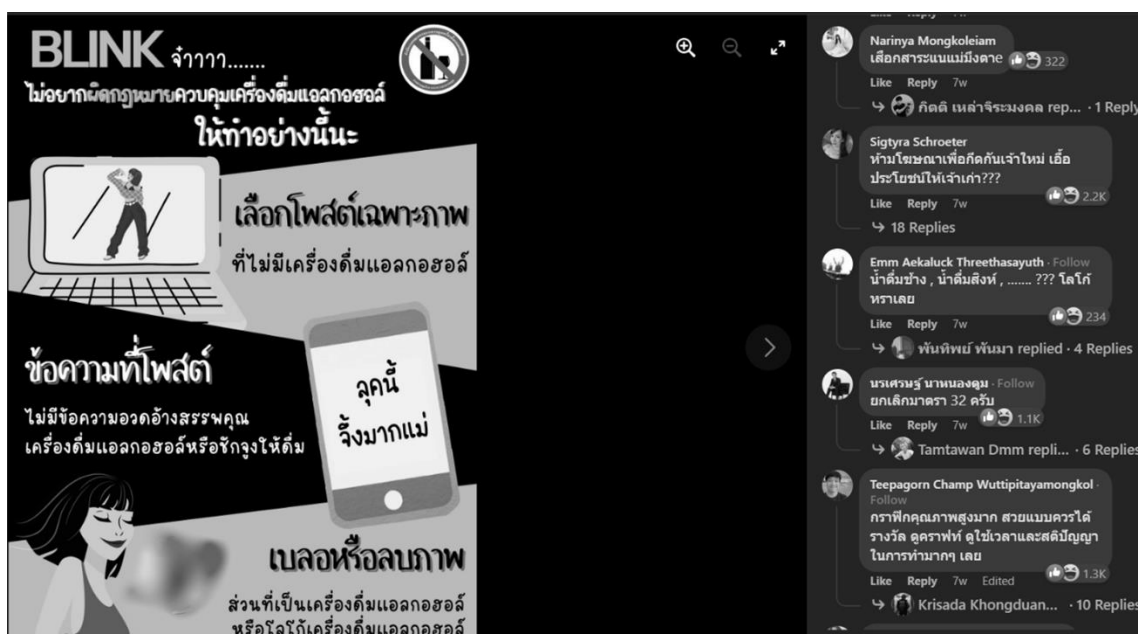 BLINK จ๋าาาา.......
ไม่อยากผิดกฎหมายควบคุมเครื่องดื่มแอลกอฮอล์
ให้ทำอย่างนี้นะ
เลือกโพสต์เฉพาะภาพ
ที่ไม่มีเครื่องดื่มแอลกอฮอล์
ข้อความที่โพสต์
ไม่มีข้อความอวดอ้างสรรพคุณ
เครื่องดื่มแอลกอฮอล์หรือชักจูงให้ดื่ม
ลุคนี้
จึ้งมากแม่
เบลอหรือลบภาพ
ส่วนที่เป็นเครื่องดื่มแอลกอฮอล์
หรือโลโก้เครื่องดื่มแอลกอฮอล์
Like Reply 7w
Narinya Mongkoleiam
เสือกสาระแนแม่มึงตาe
322
Like Reply 7w
กิตติ เหล่าจิระมงคล rep... · 1 Reply
Sigtyra Schroeter
ห้ามโฆษณาเพื่อกีดกันเจ้าใหม่ เอื้อ
ประโยชน์ให้เจ้าเก่า???
2.2K
Like Reply 7w
18 Replies
Emm Aekaluck Threethasayuth · Follow
น้ำดื่มช้าง , น้ำดื่มสิงห์ , ....... ??? โลโก้
หราเลย
234
Like Reply 7w
พันทิพย์ พันมา replied · 4 Replies
นรเศรษฐ์ นาหนองตูม · Follow
ยกเลิกมาตรา 32 ครับ
1.1K
Like Reply 7w
Tamtawan Dmm repli... · 6 Replies
Teepagorn Champ Wuttipitayamongkol ·
Follow
กราฟิกคุณภาพสูงมาก สวยแบบควรได้
รางวัล ดูคราฟท์ ดูใช้เวลาและสติปัญญา
ในการทำมากๆ เลย
1.3K
Like Reply 7w Edited
Krisada Khongduan... · 10 Replies